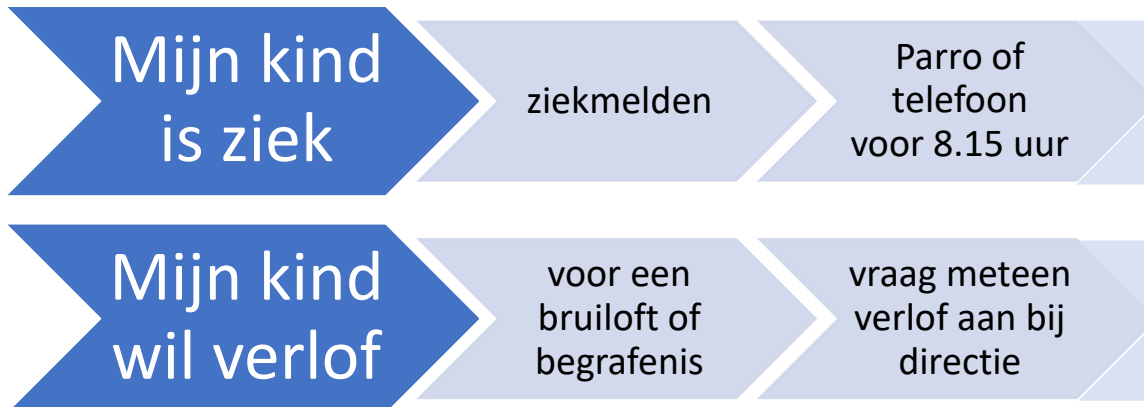 Mijn kind
is ziek
ziekmelden
Parro of
telefoon
voor 8.15 uur
Mijn kind
wil verlof
voor een
bruiloft of
begrafenis
vraag meteen
verlof aan bij
directie